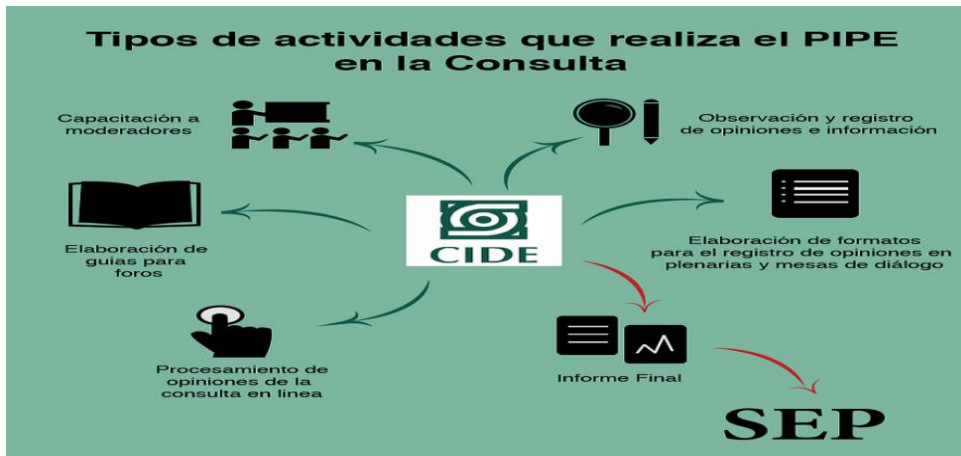 Tipos de actividades que realiza el PIPE
en la Consulta
Capacitación a
moderadores
Observación y registro
de opiniones e información
Elaboración de
guias para
foros
CIDE
Elaboración de formatos
para el registro de opiniones en
plenarias y mesas de diálogo
Procesamiento de
opiniones de la
consulta en linea
Informe Final
SEP